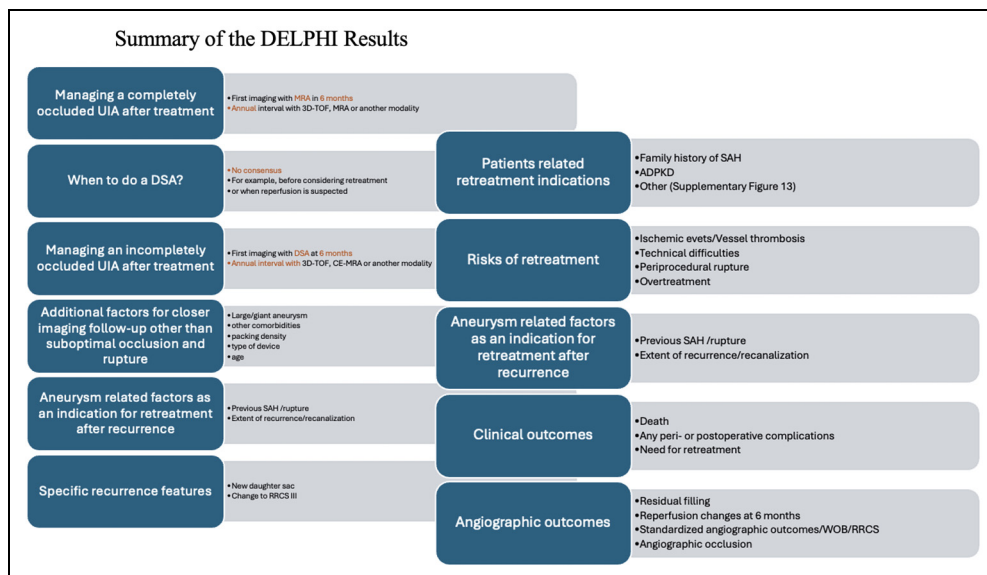 Summary of the DELPHI Results
Managing a completely
occluded UIA after treatment
•First imaging with MRA in 6 months
•Annual interval with 3D-TOF, MRA or another modality
When to do a DSA?
•No consensus
•For example, before considering retreatment
•or when reperfusion is suspected
Managing an incompletely
occluded UIA after treatment
•First imaging with DSA at 6 months
•Annual interval with 3D-TOF, CE-MRA or another modality
Additional factors for closer
imaging follow-up other than
suboptimal occlusion and
rupture
•Large/giant aneurysm
•other comorbidities
•packing density
•type of device
•age
Aneurysm related factors as
an indication for retreatment
after recurrence
•Previous SAH /rupture
•Extent of recurrence/recanalization
Specific recurrence features
•New daughter sac
•Change to RRCS III
Patients related
retreatment indications
•Family history of SAH
•ADPKD
•Other (Supplementary Figure 13)
Risks of retreatment
•Ischemic evets/Vessel thrombosis
•Technical difficulties
•Periprocedural rupture
•Overtreatment
Aneurysm related factors
as an indication for
retreatment after
recurrence
•Previous SAH /rupture
•Extent of recurrence/recanalization
Clinical outcomes
•Death
•Any peri- or postoperative complications
•Need for retreatment
Angiographic outcomes
•Residual filling
•Reperfusion changes at 6 months
•Standardized angiographic outcomes/WOB/RRCS
•Angiographic occlusion